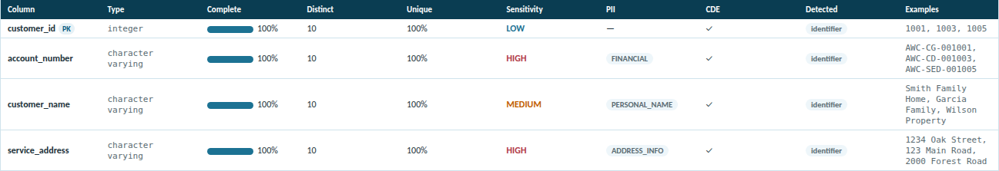 Column Type Complete Distinct Unique Sensitivity PII CDE Detected Examples
customer_id PK integer 100% 10 100% LOW — ✓ identifier 1001, 1003, 1005
account_number character varying 100% 10 100% HIGH FINANCIAL ✓ identifier AWC-CG-001001, AWC-CD-001003, AWC-SED-001005
customer_name character varying 100% 10 100% MEDIUM PERSONAL_NAME ✓ identifier Smith Family Home, Garcia Family, Wilson Property
service_address character varying 100% 10 100% HIGH ADDRESS_INFO ✓ identifier 1234 Oak Street, 123 Main Road, 2000 Forest Road